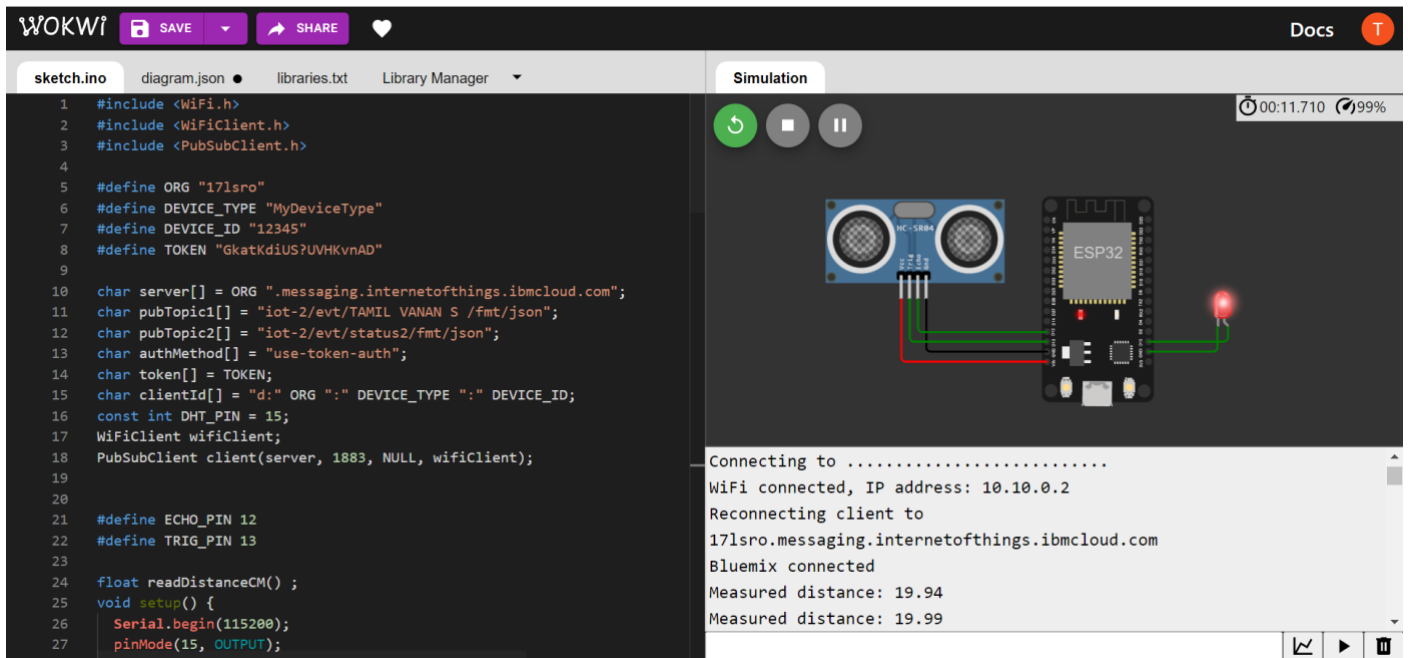 WOKWI SAVE SHARE Docs T
sketch.ino diagram.json ● libraries.txt Library Manager
Simulation
1 #include <WiFi.h>
2 #include <WiFiClient.h>
3 #include <PubSubClient.h>
4
5 #define ORG "17lsro"
6 #define DEVICE_TYPE "MyDeviceType"
7 #define DEVICE_ID "12345"
8 #define TOKEN "GkatKdiUS?UVHKvnAD"
9
10 char server[] = ORG ".messaging.internetofthings.ibmcloud.com";
11 char pubTopic1[] = "iot-2/evt/TAMIL VANAN S /fmt/json";
12 char pubTopic2[] = "iot-2/evt/status2/fmt/json";
13 char authMethod[] = "use-token-auth";
14 char token[] = TOKEN;
15 char clientId[] = "d:" ORG ":" DEVICE_TYPE ":" DEVICE_ID;
16 const int DHT_PIN = 15;
17 WiFiClient wifiClient;
18 PubSubClient client(server, 1883, NULL, wifiClient);
19
20
21 #define ECHO_PIN 12
22 #define TRIG_PIN 13
23
24 float readDistanceCM() ;
25 void setup() {
26 Serial.begin(115200);
27 pinMode(15, OUTPUT);
00:11.710 99%
HC-SR04
Vcc
Trig
Echo
Gnd
ESP32
Connecting to ...........................
WiFi connected, IP address: 10.10.0.2
Reconnecting client to
17lsro.messaging.internetofthings.ibmcloud.com
Bluemix connected
Measured distance: 19.94
Measured distance: 19.99